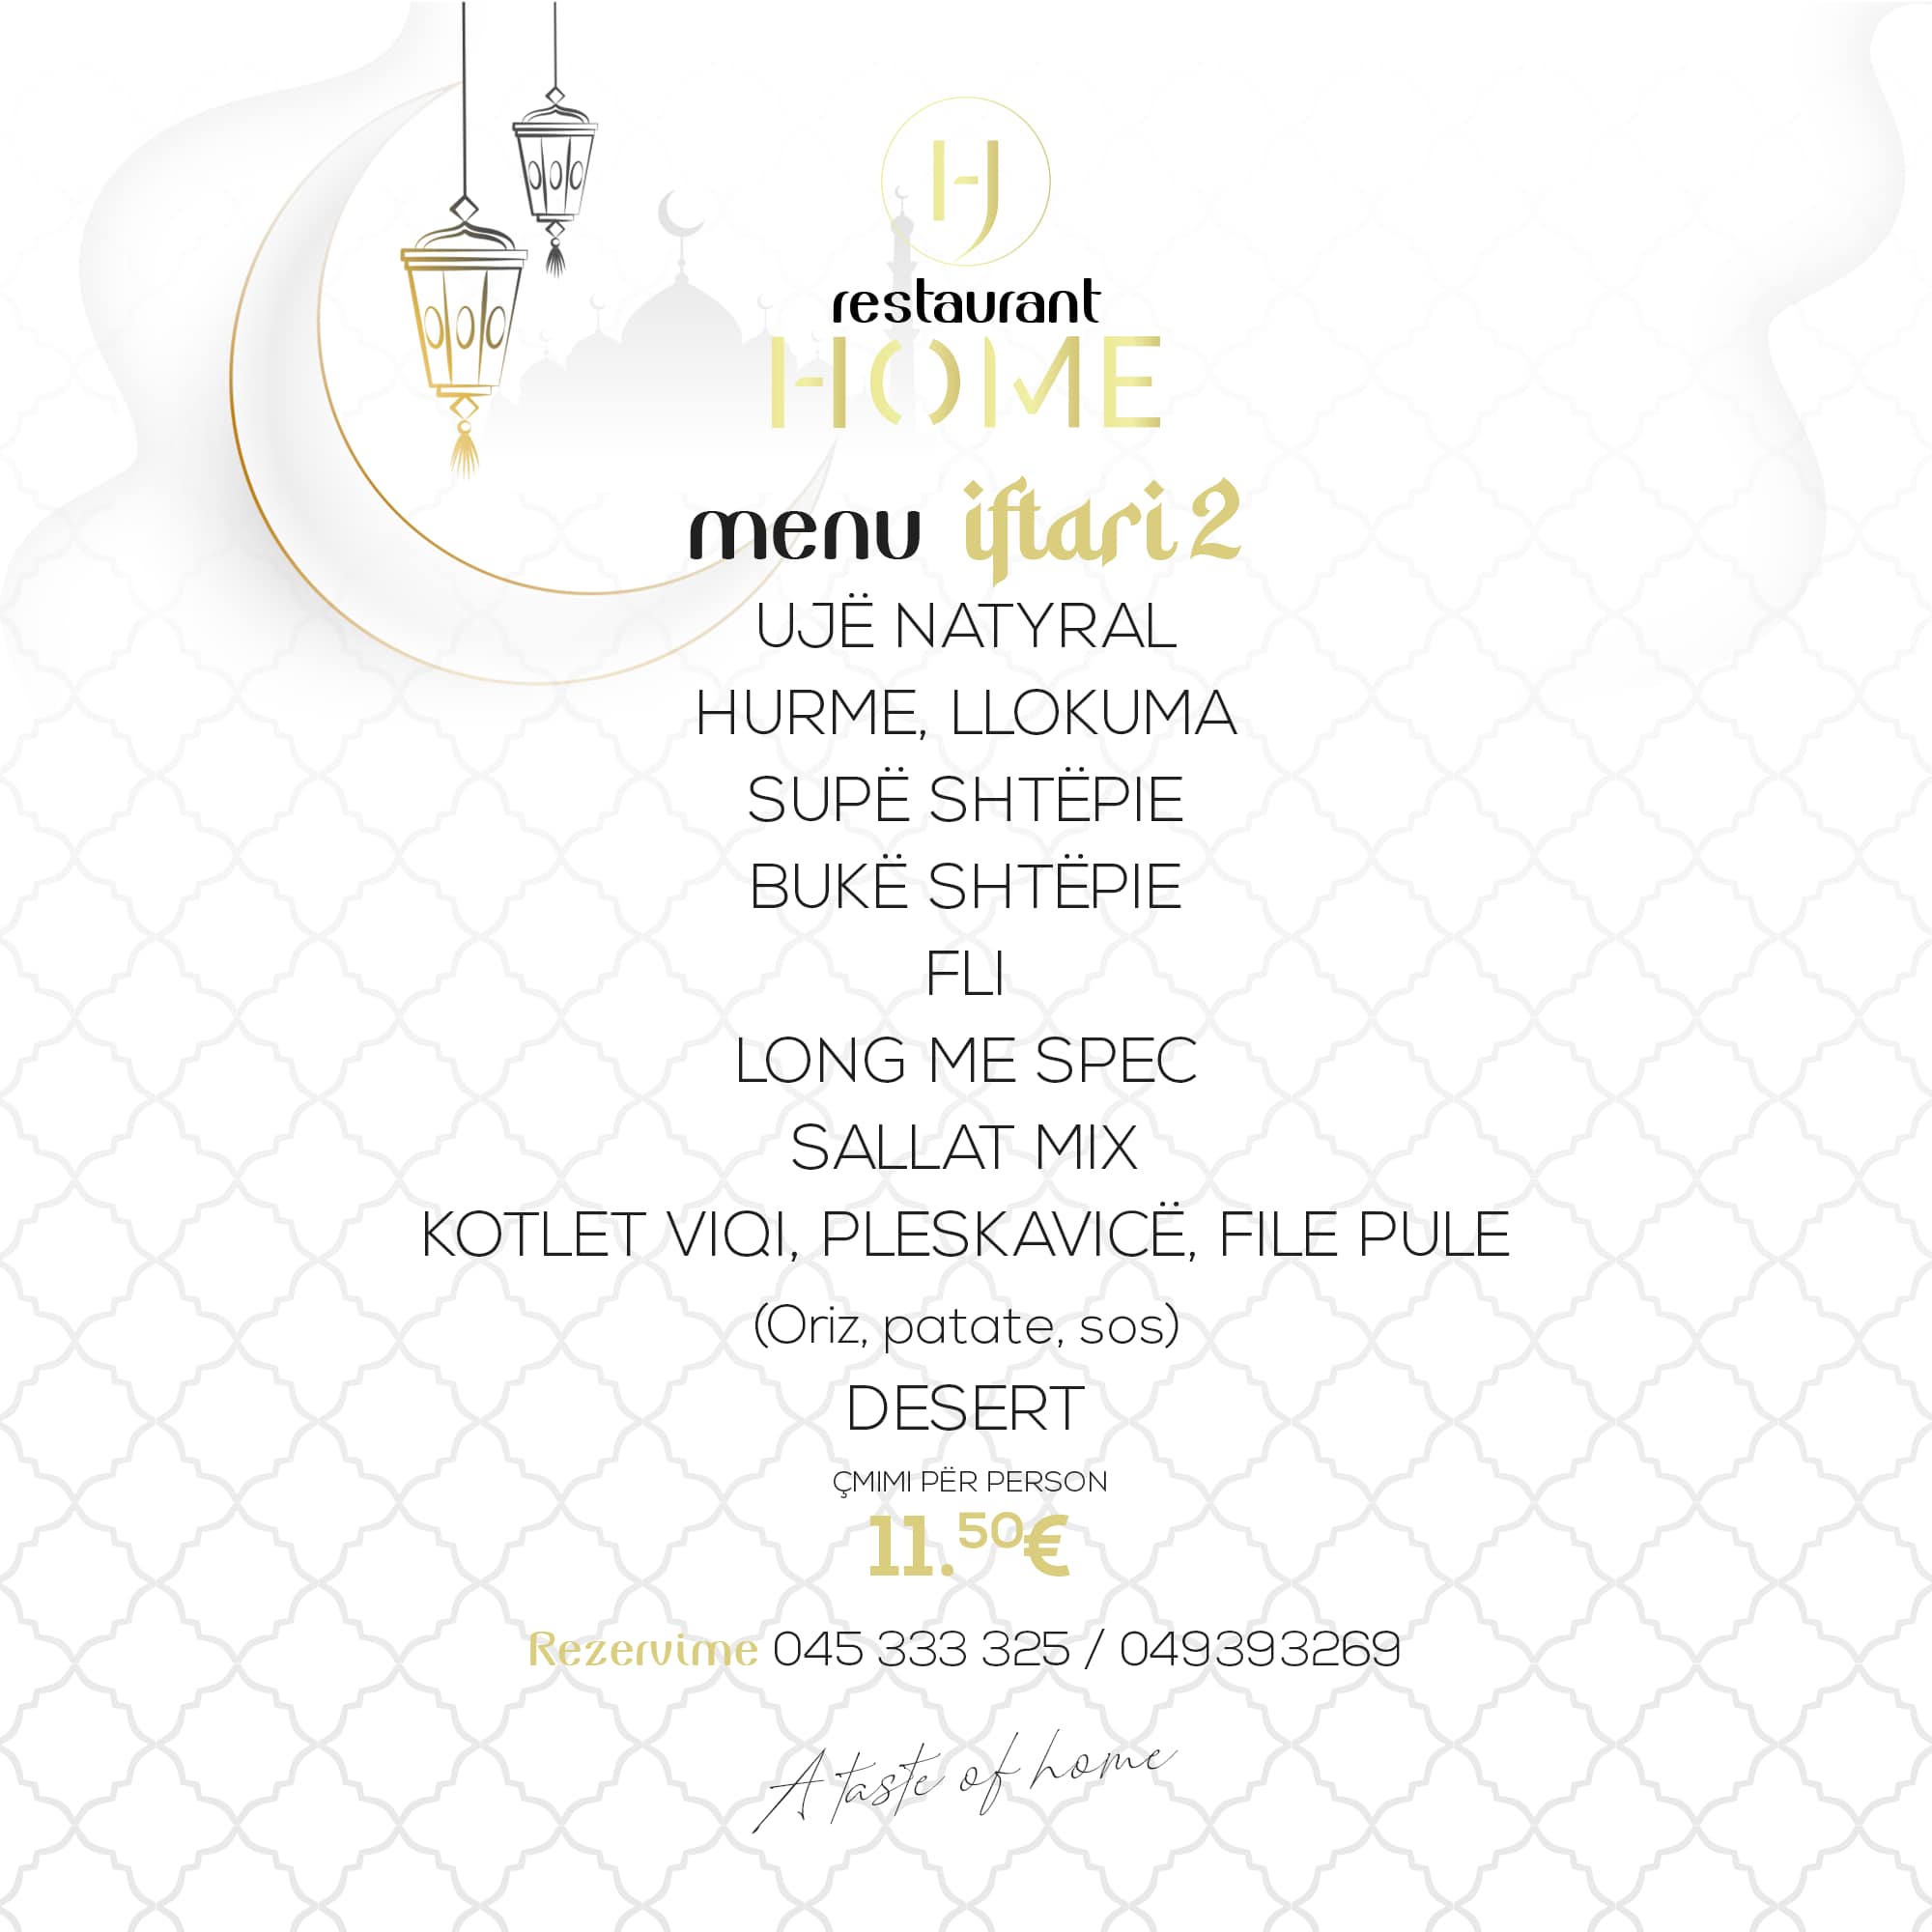 H
restaurant
HOME
menu iftari 2
UJË NATYRAL
HURME, LLOKUMA
SUPË SHTËPIE
BUKË SHTËPIE
FLI
LONG ME SPEC
SALLAT MIX
KOTLET VIQI, PLESKAVICË, FILE PULE
(Oriz, patate, sos)
DESERT
ÇMIMI PËR PERSON
11.50€
Rezervime 045 333 325 / 049393269
A taste of home